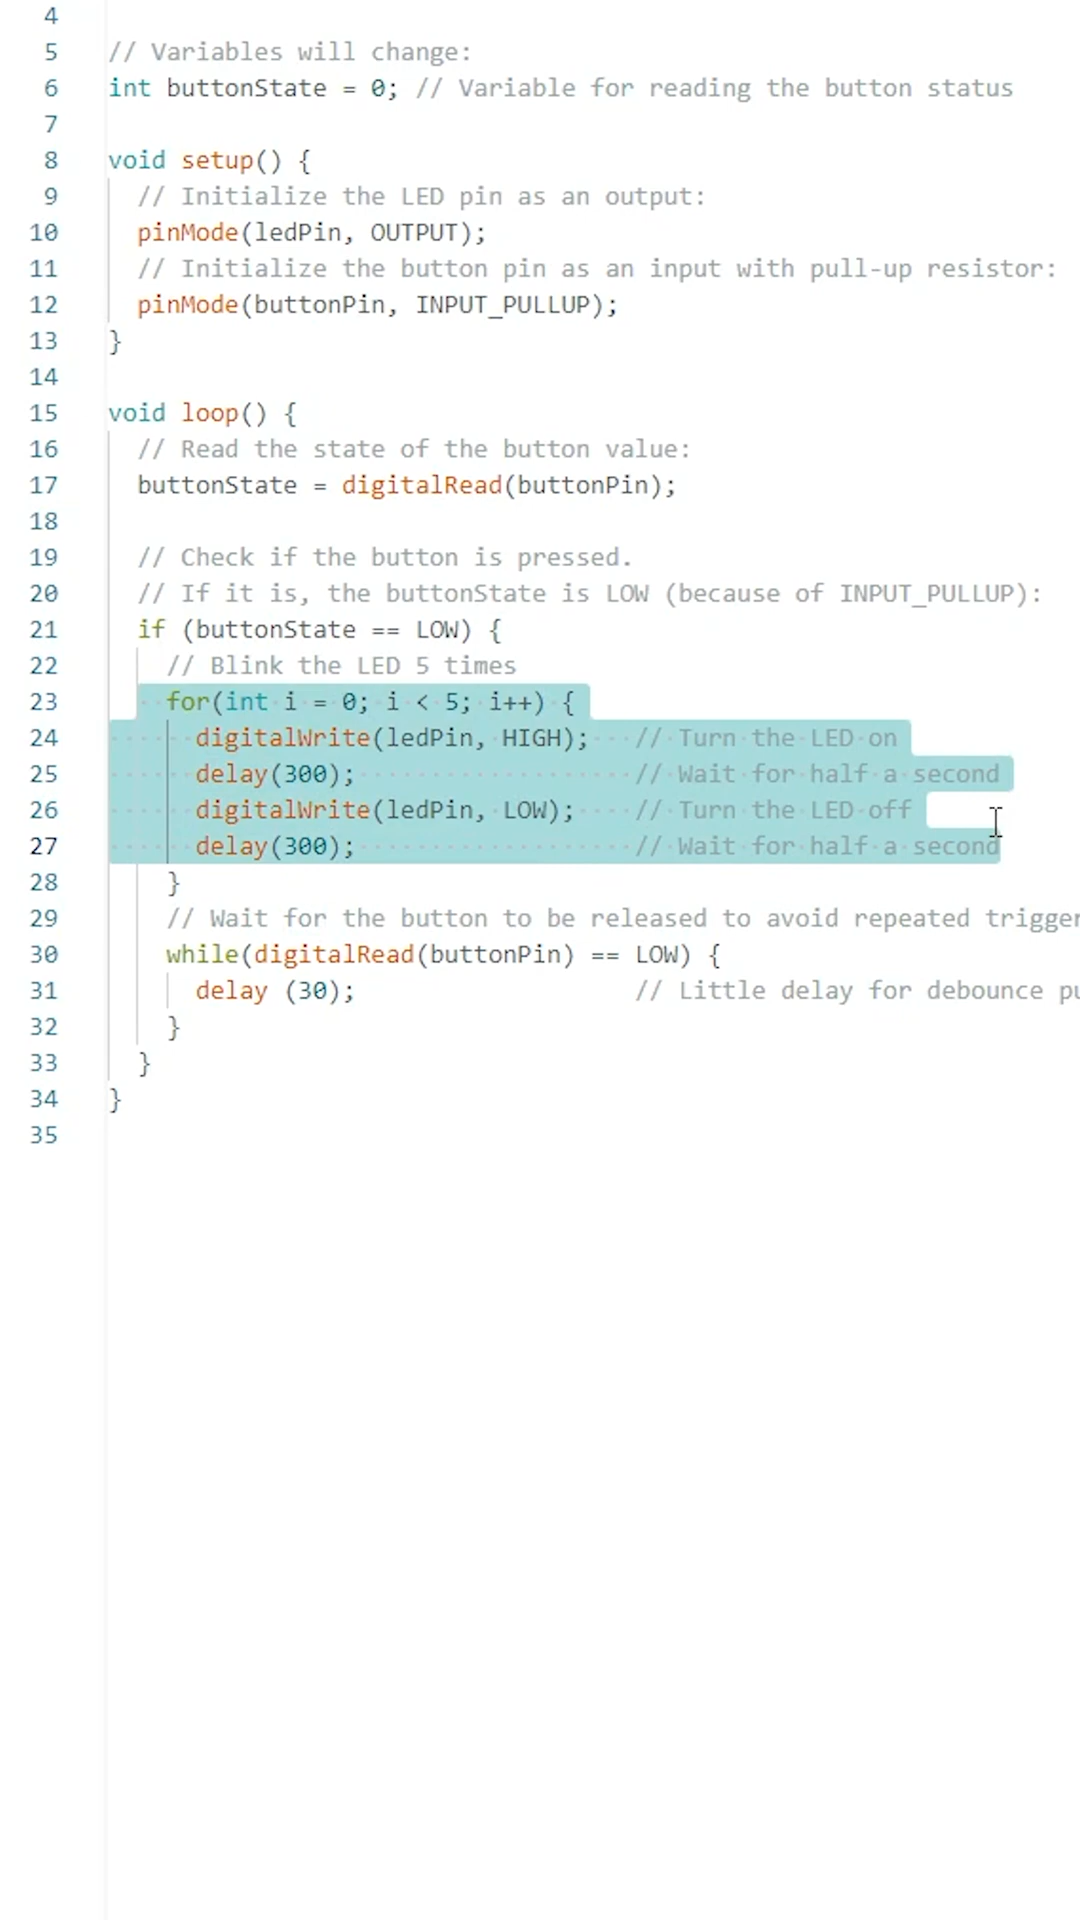 4
5 // Variables will change:
6 int buttonState = 0; // Variable for reading the button status
7
8 void setup() {
9 // Initialize the LED pin as an output:
10 pinMode(ledPin, OUTPUT);
11 // Initialize the button pin as an input with pull-up resistor:
12 pinMode(buttonPin, INPUT_PULLUP);
13 }
14
15 void loop() {
16 // Read the state of the button value:
17 buttonState = digitalRead(buttonPin);
18
19 // Check if the button is pressed.
20 // If it is, the buttonState is LOW (because of INPUT_PULLUP):
21 if (buttonState == LOW) {
22 // Blink the LED 5 times
23 for(int i = 0; i < 5; i++) {
24 digitalWrite(ledPin, HIGH); // Turn the LED on
25 delay(300); // Wait for half a second
26 digitalWrite(ledPin, LOW); // Turn the LED off
27 delay(300); // Wait for half a second
28 }
29 // Wait for the button to be released to avoid repeated trigger
30 while(digitalRead(buttonPin) == LOW) {
31 delay (30); // Little delay for debounce
32 }
33 }
34 }
35